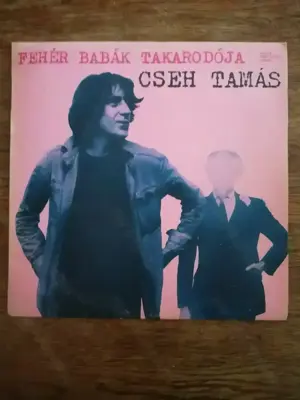 FEHÉR BABÁK TAKARODÓJA
CSEH TAMÁS